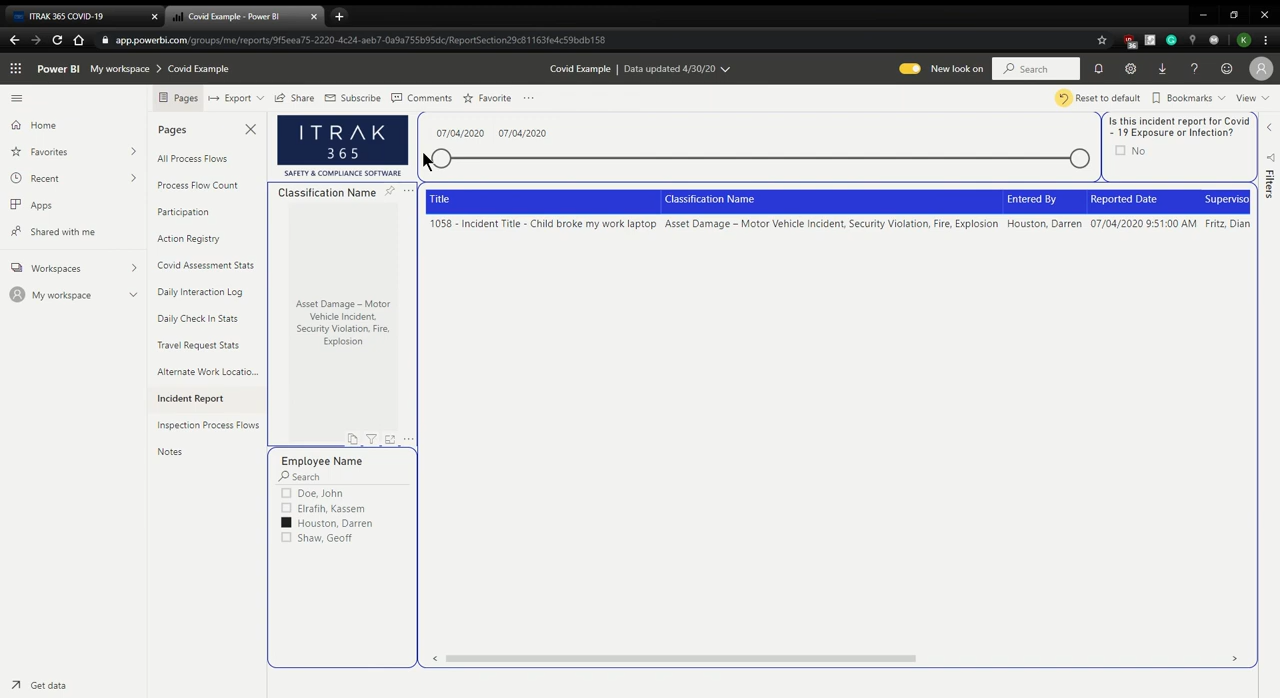 ITRAK 365 COVID-19
Covid Example - Power BI
app.powerbi.com/groups/me/reports/9f5eea75-2220-4c24-aeb7-0a9a755b95dc/ReportSection29c81163fe4c59bdb158
36
K
Power BI
My workspace > Covid Example
Covid Example | Data updated 4/30/20
New look on
Search
Pages
Export
Share
Subscribe
Comments
Favorite
Reset to default
Bookmarks
View
Home
Favorites
Recent
Apps
Shared with me
Workspaces
My workspace
Get data
Pages
All Process Flows
Process Flow Count
Participation
Action Registry
Covid Assessment Stats
Daily Interaction Log
Daily Check In Stats
Travel Request Stats
Alternate Work Locatio...
Incident Report
Inspection Process Flows
Notes
ITRAK
365
SAFETY & COMPLIANCE SOFTWARE
07/04/2020 07/04/2020
Is this incident report for Covid
- 19 Exposure or Infection?
No
Filters
Classification Name
Asset Damage – Motor
Vehicle Incident,
Security Violation, Fire,
Explosion
Employee Name
Search
Doe, John
Elrafih, Kassem
Houston, Darren
Shaw, Geoff
Title Classification Name Entered By Reported Date Superviso
1058 - Incident Title - Child broke my work laptop Asset Damage – Motor Vehicle Incident, Security Violation, Fire, Explosion Houston, Darren 07/04/2020 9:51:00 AM Fritz, Dian